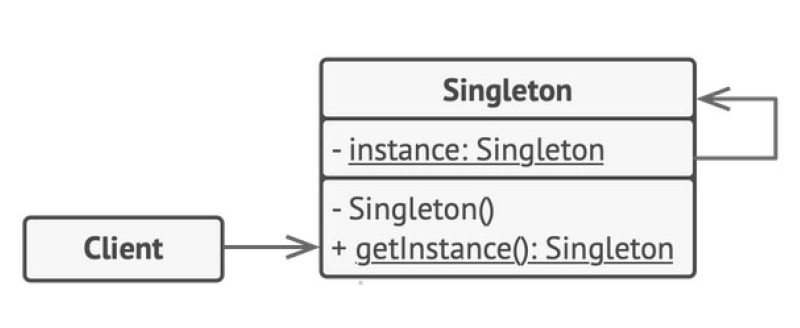 Singleton
- instance: Singleton
- Singleton()
+ getInstance(): Singleton
Client